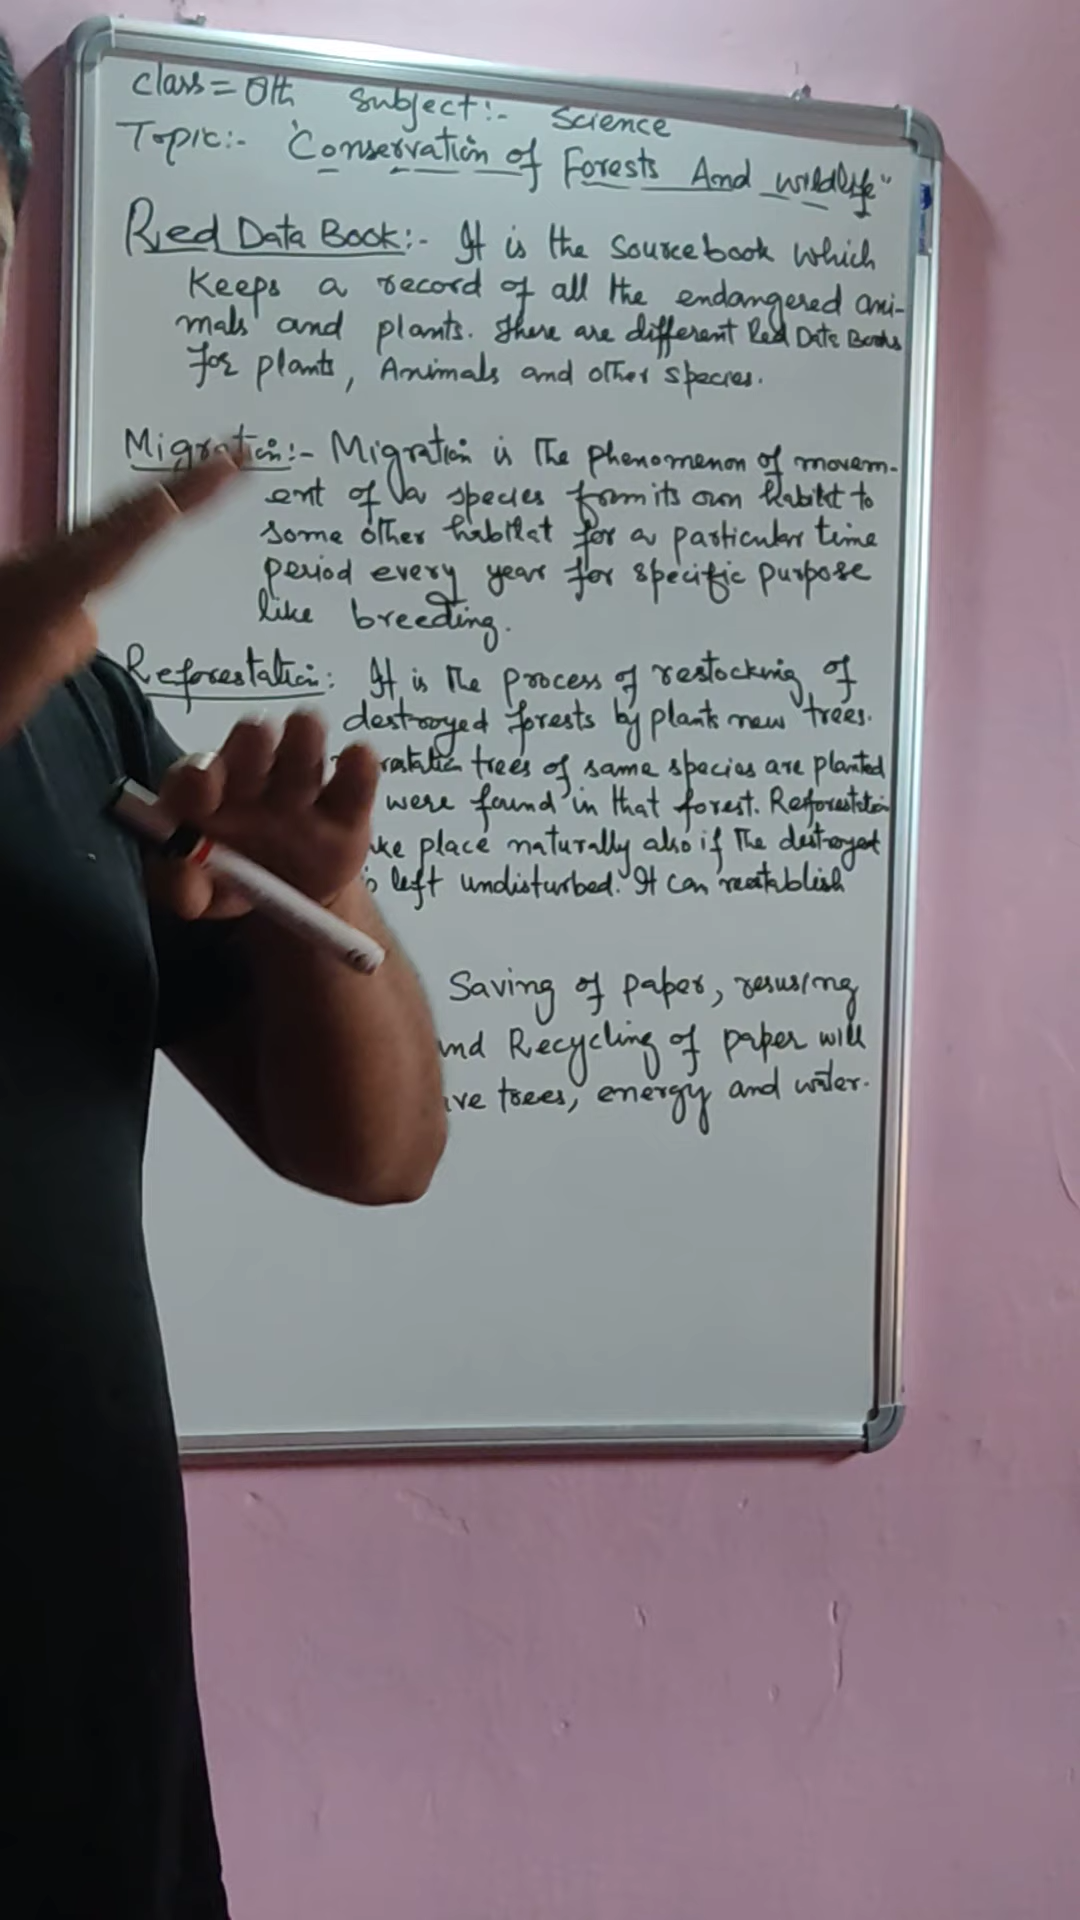 Class = 8th Subject:- Science
Topic:- "Conservation of Forests And wildlife"
Red Data Book:- It is the Sourcebook which
Keeps a record of all the endangered ani-
mals and plants. There are different Red Data Books
for plants, Animals and other species.
Migration:- Migration is The phenomenon of movem-
ent of a species from its own habitat to
some other habitat for a particular time
period every year for specific purpose
like breeding.
Reforestation: It is The process of restocking of
destroyed forests by plants new trees.
trees of same species are planted
were found in that forest. Reforestation
place naturally also if The destroyed
left undisturbed. It can reestablish
Saving of paper, resusing
Recycling of paper will
trees, energy and water.